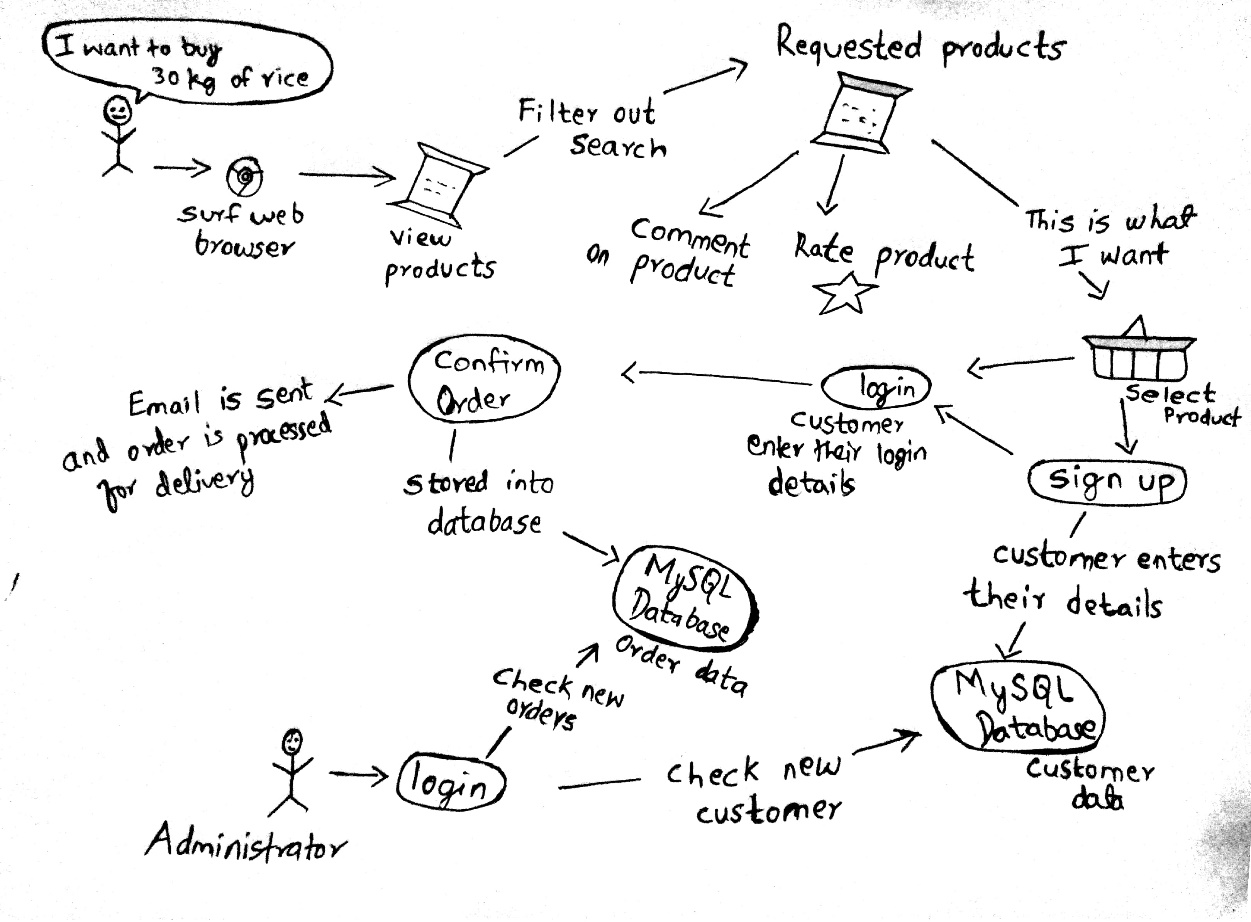 I want to buy
30 kg of rice
surf web
browser
view
products
Filter out
search
Requested products
Comment
on product
Rate product
This is what
I want
Select
Product
login
customer
enter their login
details
sign up
customer enters
their details
MySQL
Database
customer
data
Confirm
Order
Email is sent
and order is processed
for delivery
stored into
database
MySQL
Database
order data
Check new
orders
login
Administrator
check new
customer